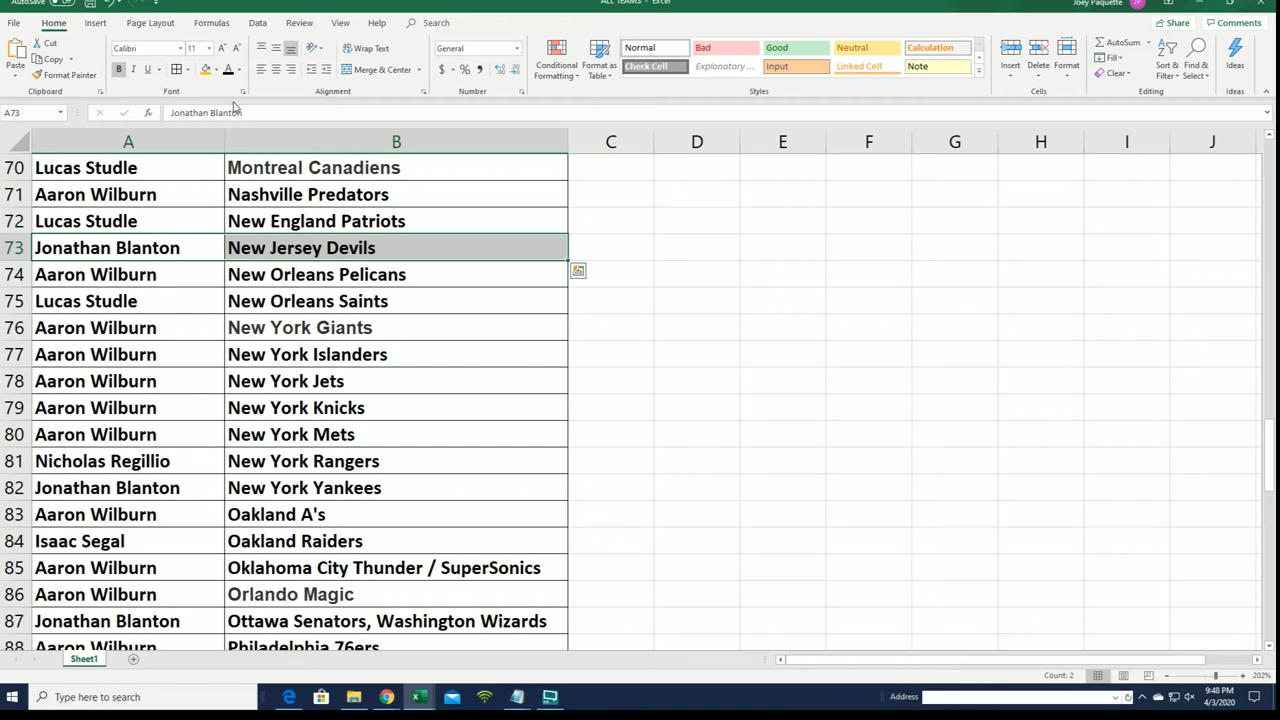 AutoSave Off ALL TEAMS - Excel Joey Paquette JP
File Home Insert Page Layout Formulas Data Review View Help Search Share Comments
Paste Cut Copy Format Painter Clipboard
Calibri 11 A A B I U A Font
Wrap Text Merge & Center Alignment
General $ % , Number
Conditional Formatting Format as Table
Normal Bad Good Neutral Calculation
Check Cell Explanatory ... Input Linked Cell Note
Styles
Insert Delete Format Cells
AutoSum Fill Clear Sort & Filter Find & Select Editing
Ideas Ideas
A73 fx Jonathan Blanton
A B C D E F G H I J
70 Lucas Studle Montreal Canadiens
71 Aaron Wilburn Nashville Predators
72 Lucas Studle New England Patriots
73 Jonathan Blanton New Jersey Devils
74 Aaron Wilburn New Orleans Pelicans
75 Lucas Studle New Orleans Saints
76 Aaron Wilburn New York Giants
77 Aaron Wilburn New York Islanders
78 Aaron Wilburn New York Jets
79 Aaron Wilburn New York Knicks
80 Aaron Wilburn New York Mets
81 Nicholas Regillio New York Rangers
82 Jonathan Blanton New York Yankees
83 Aaron Wilburn Oakland A's
84 Isaac Segal Oakland Raiders
85 Aaron Wilburn Oklahoma City Thunder / SuperSonics
86 Aaron Wilburn Orlando Magic
87 Jonathan Blanton Ottawa Senators, Washington Wizards
88 Aaron Wilburn Philadelphia 76ers
Sheet1
Count: 2 202%
Type here to search Address 9:48 PM
4/3/2020